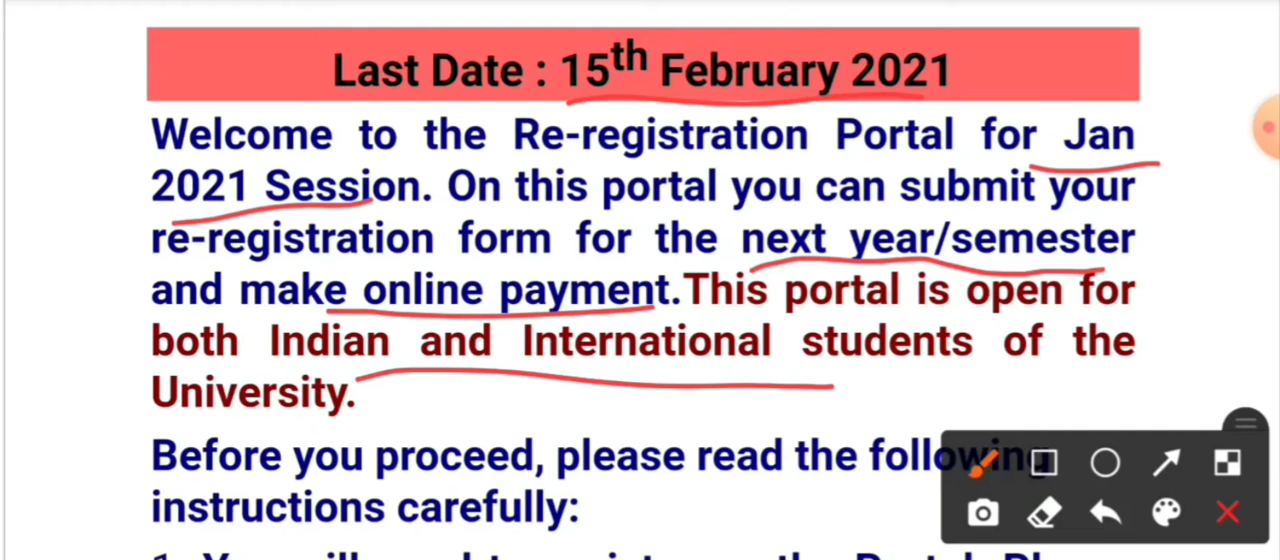 Last Date : 15th February 2021
Welcome to the Re-registration Portal for Jan
2021 Session. On this portal you can submit your
re-registration form for the next year/semester
and make online payment.This portal is open for
both Indian and International students of the
University.
Before you proceed, please read the following
instructions carefully: